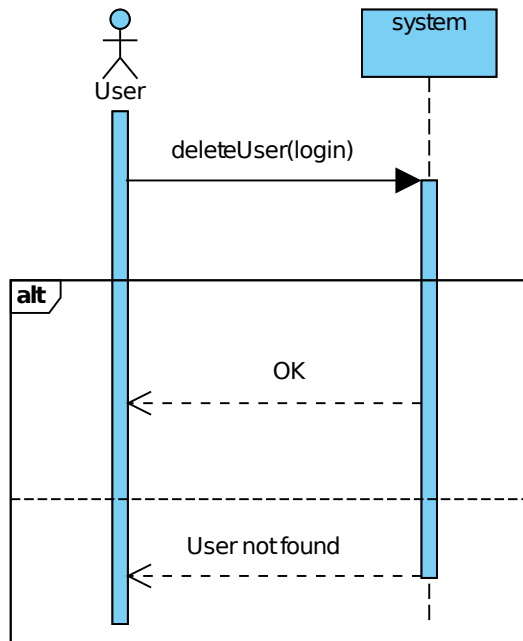 system
User
deleteUser(login)
alt
OK
User not found